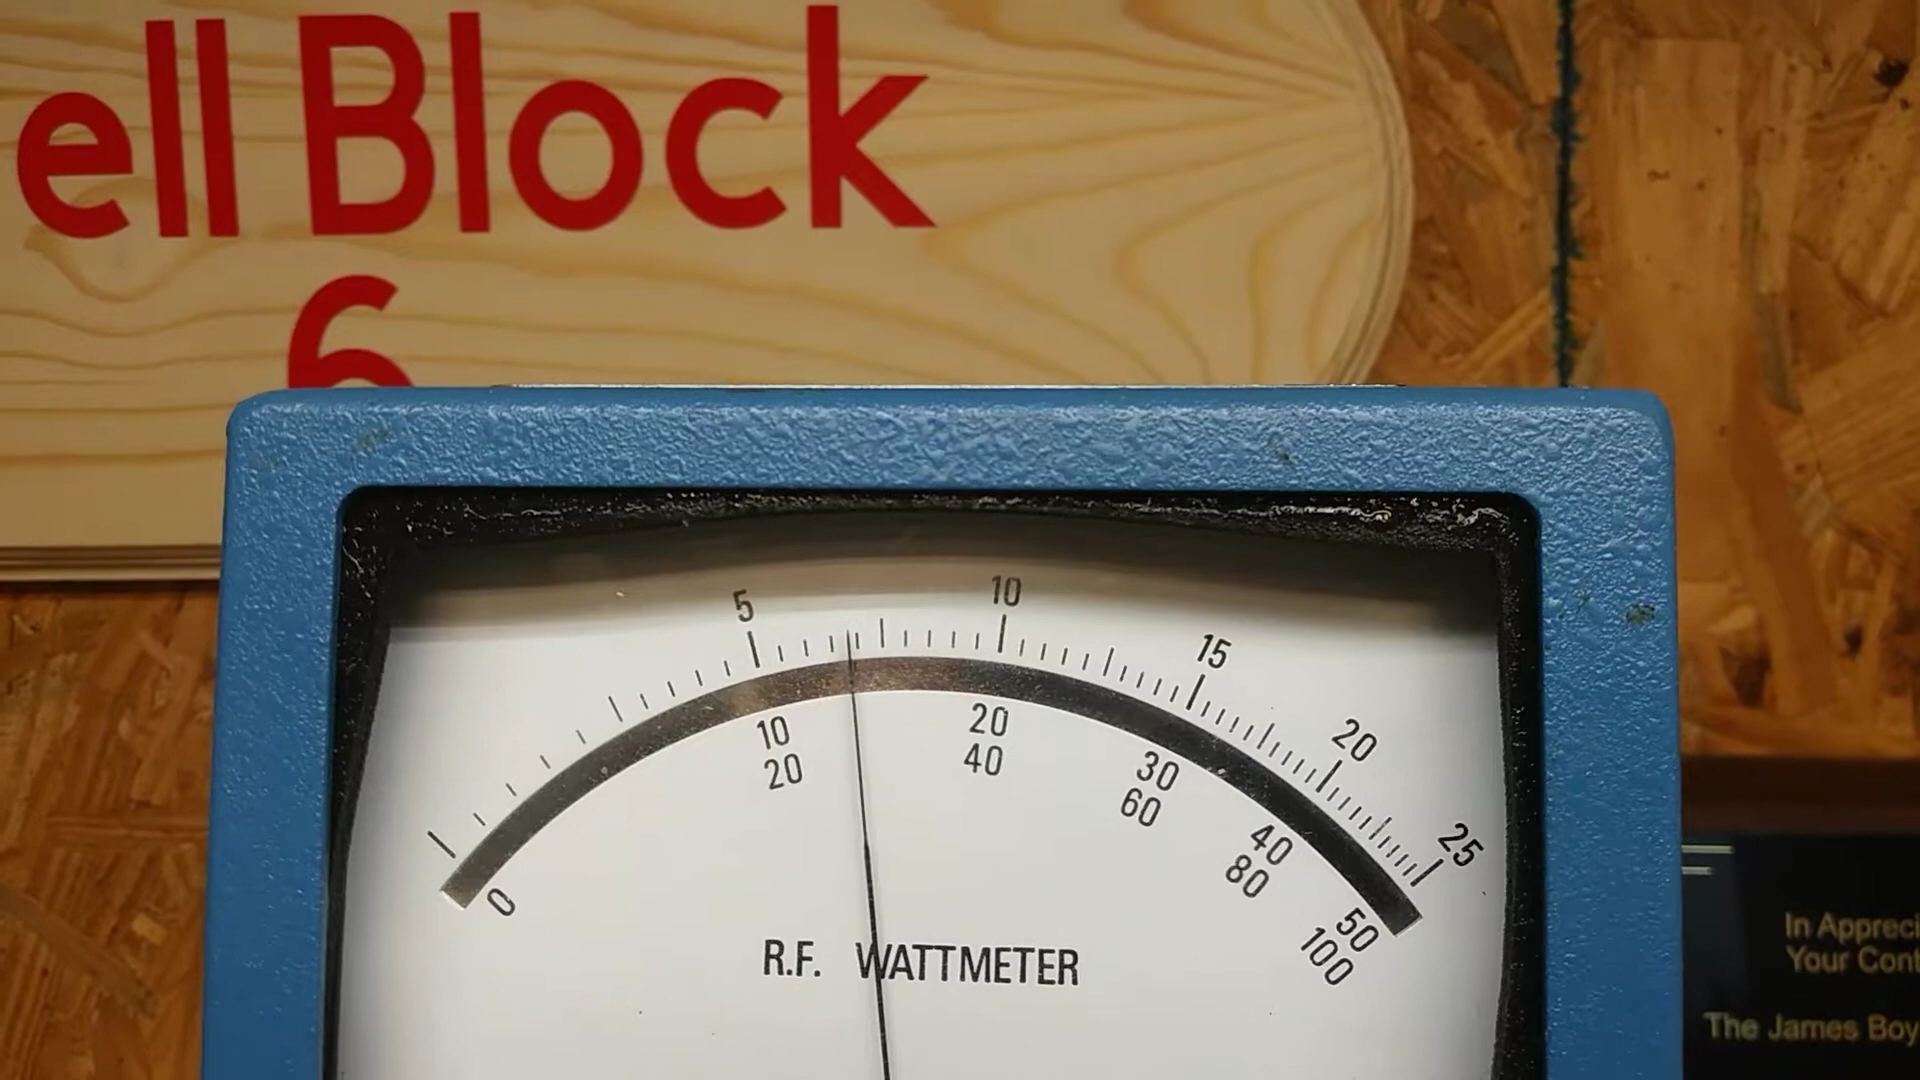 ell Block
6
5 10 15 20 25
0 10 20 30 40 50
20 40 60 80 100
R.F. WATTMETER
In Appreci
Your Cont
The James Boy